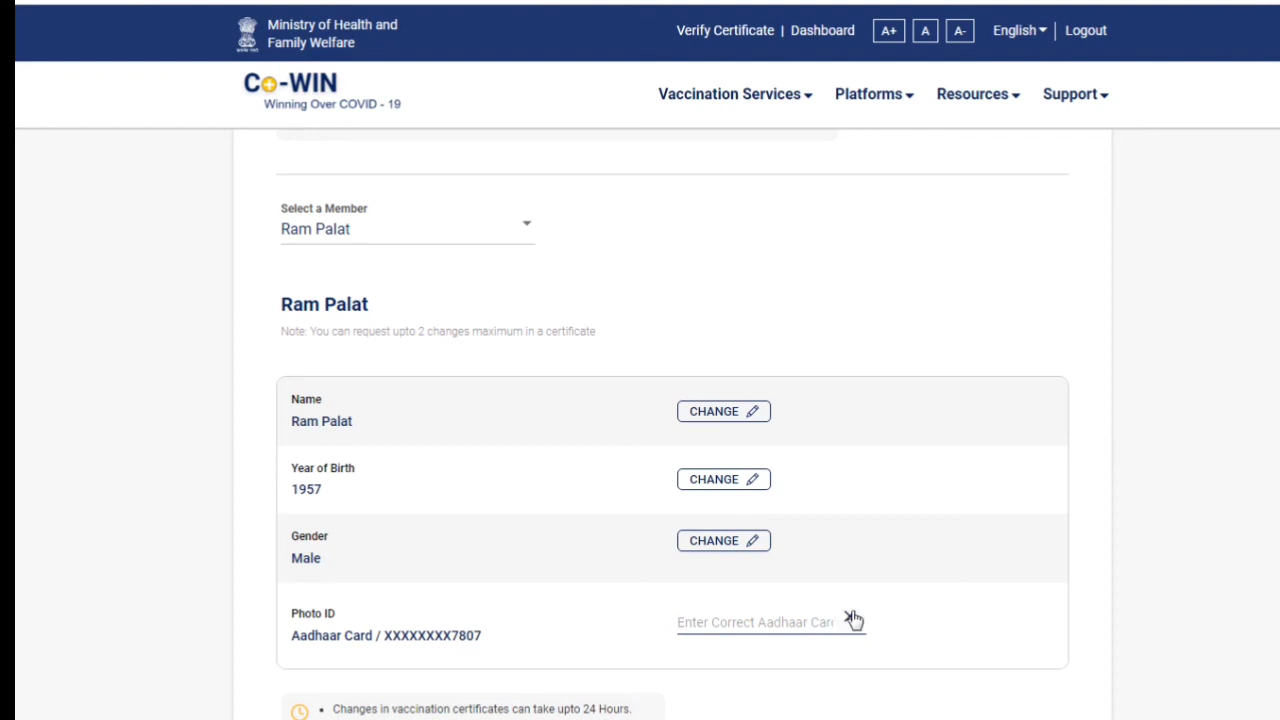 Ministry of Health and
Family Welfare
Verify Certificate | Dashboard A+ A A- English | Logout
Co-WIN
Winning Over COVID - 19
Vaccination Services Platforms Resources Support
Select a Member
Ram Palat
Ram Palat
Note: You can request upto 2 changes maximum in a certificate
Name
Ram Palat
CHANGE
Year of Birth
1957
CHANGE
Gender
Male
CHANGE
Photo ID
Aadhaar Card / XXXXXXXX7807
Enter Correct Aadhaar Card
• Changes in vaccination certificates can take upto 24 Hours.